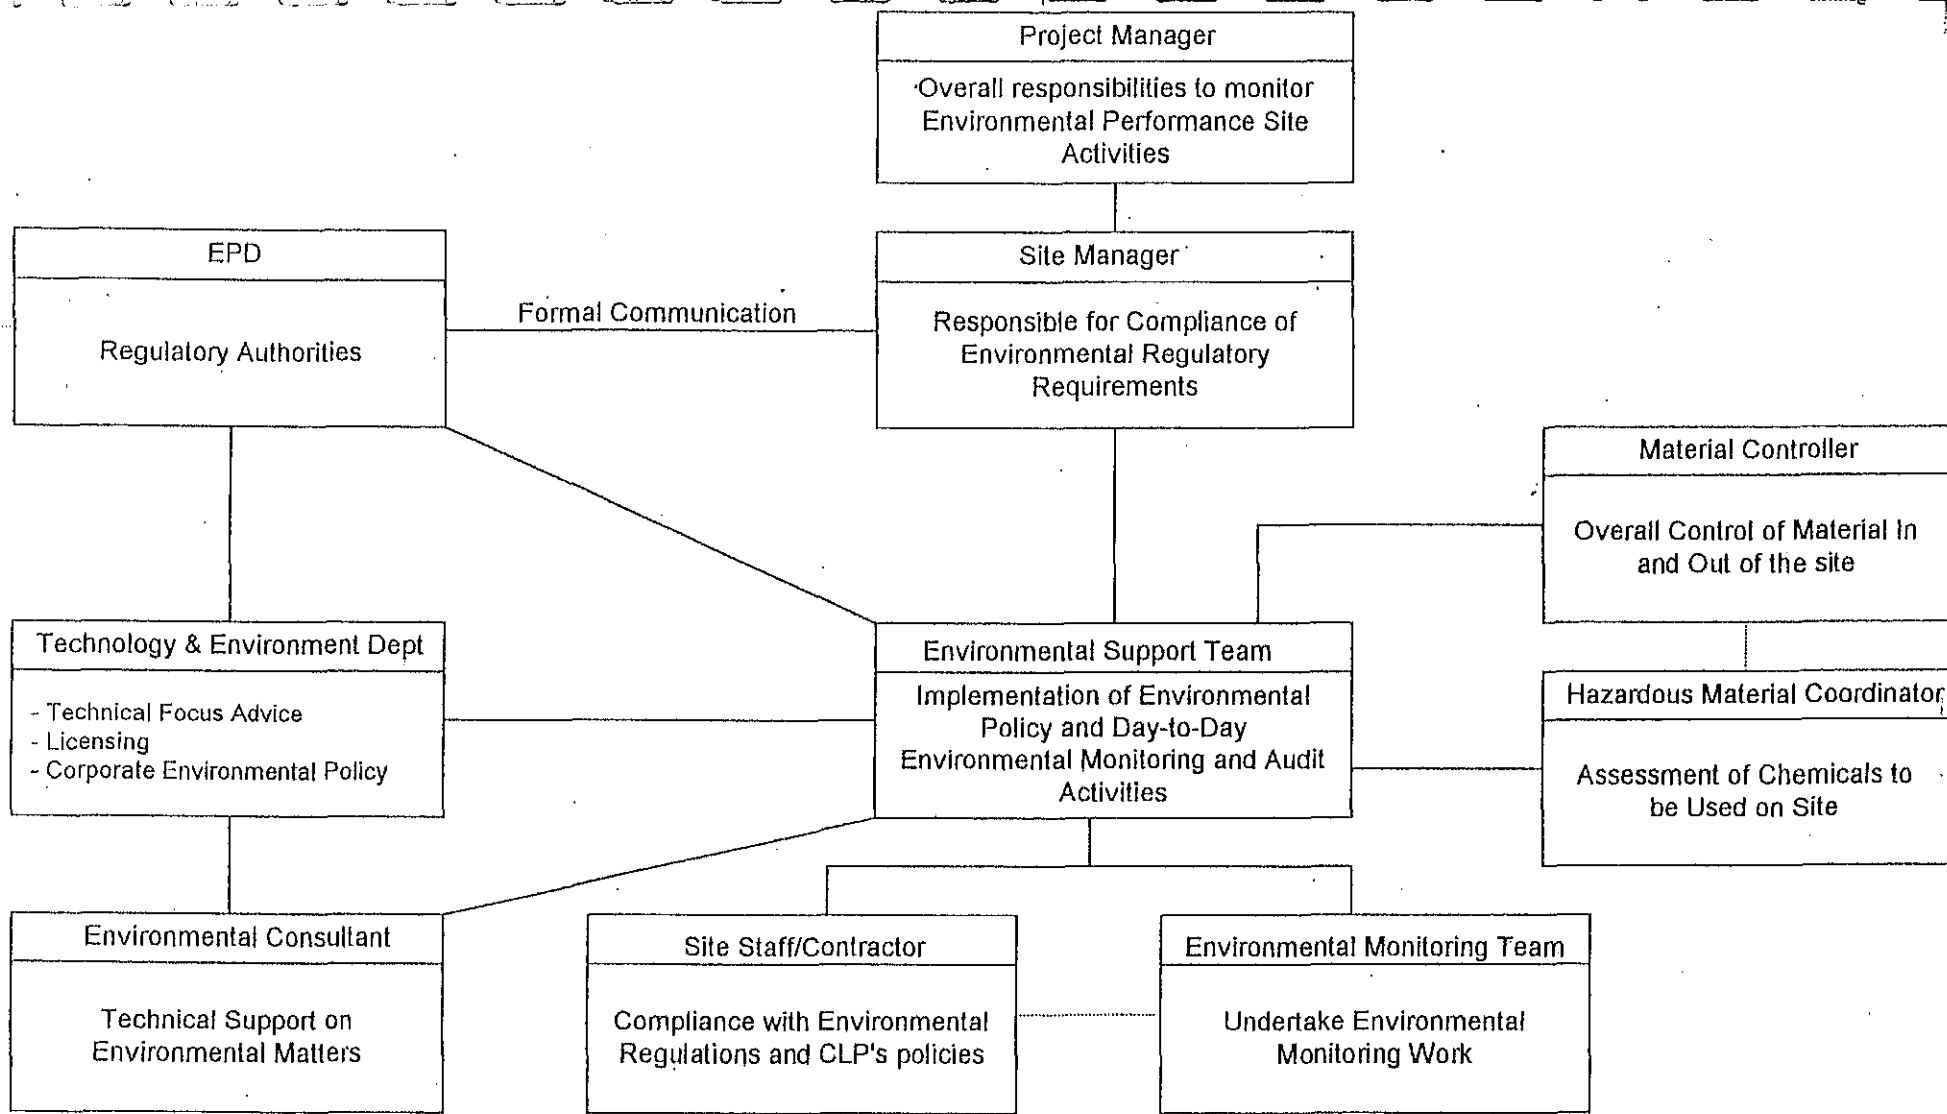 Project Manager
Overall responsibilities to monitor
Environmental Performance Site
Activities
EPD
Regulatory Authorities
Formal Communication
Site Manager
Responsible for Compliance of
Environmental Regulatory
Requirements
Material Controller
Overall Control of Material In
and Out of the site
Technology & Environment Dept
- Technical Focus Advice
- Licensing
- Corporate Environmental Policy
Environmental Support Team
Implementation of Environmental
Policy and Day-to-Day
Environmental Monitoring and Audit
Activities
Hazardous Material Coordinator
Assessment of Chemicals to
be Used on Site
Environmental Consultant
Technical Support on
Environmental Matters
Site Staff/Contractor
Compliance with Environmental
Regulations and CLP's policies
Environmental Monitoring Team
Undertake Environmental
Monitoring Work